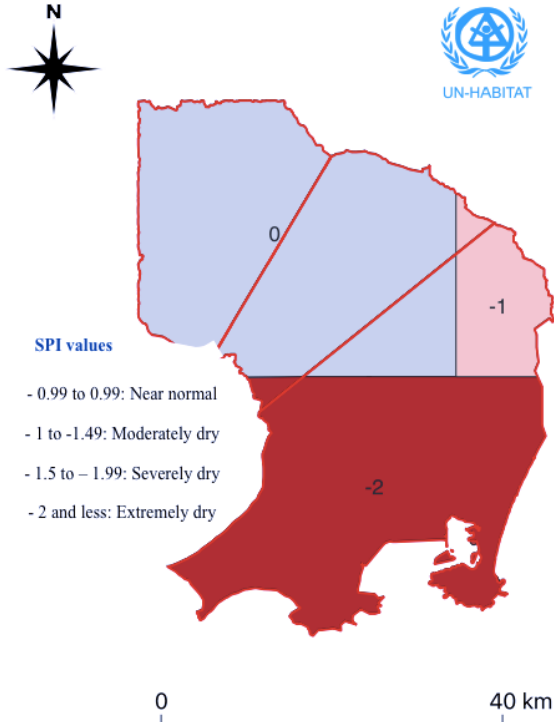 N
UN-HABITAT
0
-1
SPI values
- 0.99 to 0.99: Near normal
- 1 to -1.49: Moderately dry
- 1.5 to – 1.99: Severely dry
- 2 and less: Extremely dry
-2
0
40 km